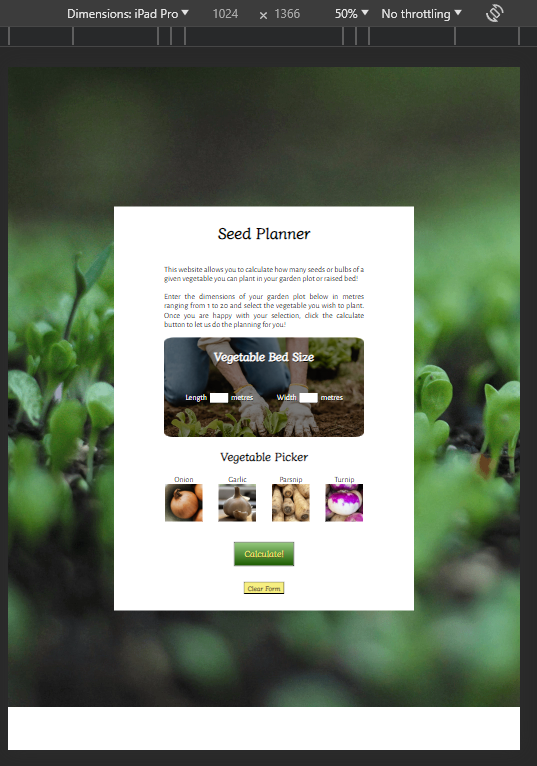 Dimensions: iPad Pro 1024 × 1366 50% No throttling
Seed Planner
This website allows you to calculate how many seeds or bulbs of a
given vegetable you can plant in your garden plot or raised bed!
Enter the dimensions of your garden plot below in metres
ranging from 1 to 20 and select the vegetable you wish to plant.
Once you are happy with your selection, click the calculate
button to let us do the planning for you!
Vegetable Bed Size
Length metres Width metres
Vegetable Picker
Onion Garlic Parsnip Turnip
Calculate!
Clear Form